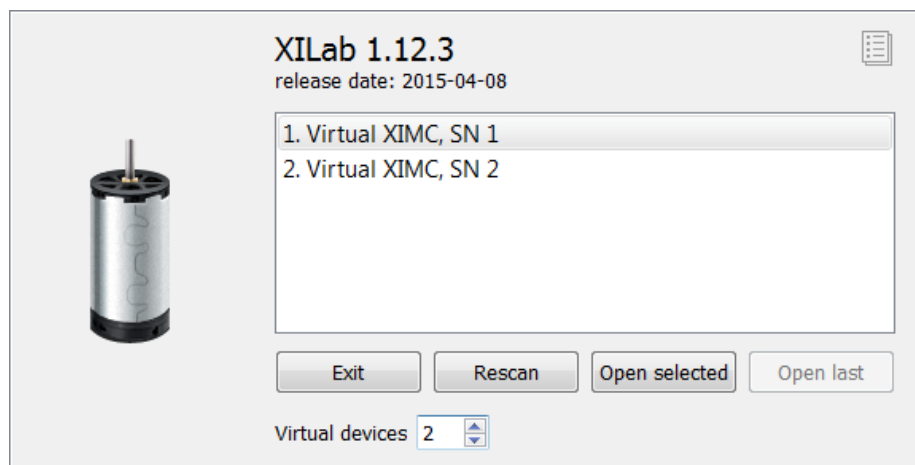 XILab 1.12.3
release date: 2015-04-08
1. Virtual XIMC, SN 1
2. Virtual XIMC, SN 2
Exit Rescan Open selected Open last
Virtual devices 2